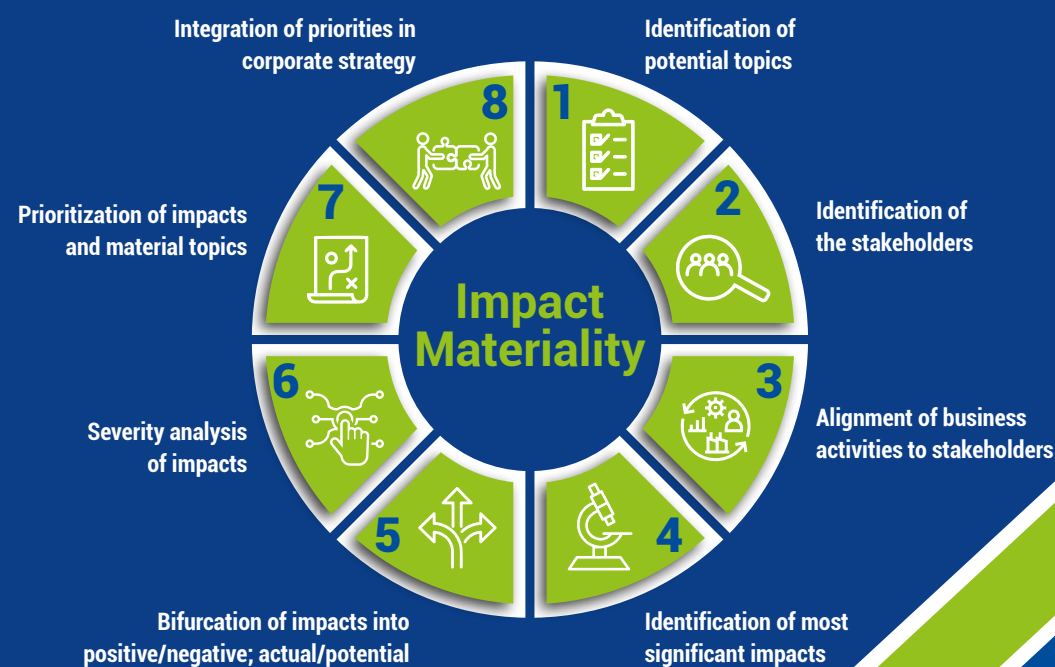 Integration of priorities in
corporate strategy
Identification of
potential topics
8
1
7
2
Prioritization of impacts
and material topics
Identification of
the stakeholders
Impact
Materiality
6
3
Severity analysis
of impacts
Alignment of business
activities to stakeholders
5
4
Bifurcation of impacts into
positive/negative; actual/potential
Identification of most
significant impacts